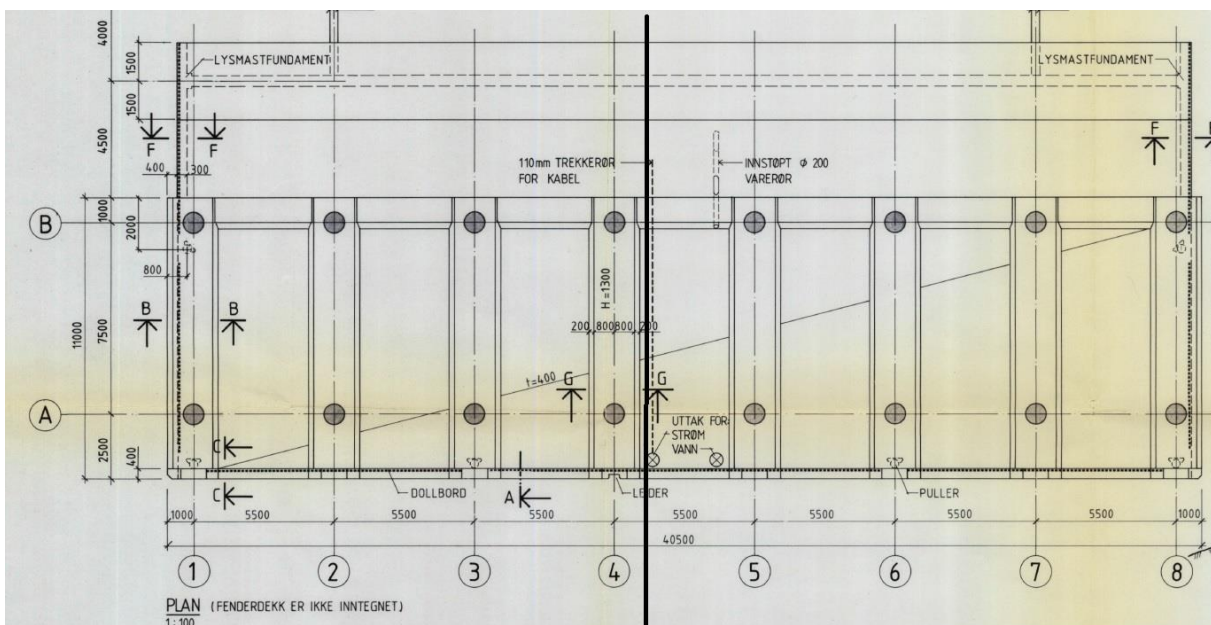 4000
1500
LYSMASTFUNDAMENT
LYSMASTFUNDAMENT
1500
4500
F
F
F
400
300
110mm TREKKERØR
FOR KABEL
INNSTØPT ϕ 200
VARERØR
B
1000
2000
800
H=1300
B
B
11000
7500
200
800
800
200
t=400
G
G
A
UTTAK FOR
STRØM
VANN
2500
400
C
C
DOLLBORD
A
LEIDER
PULLER
1000
5500
5500
5500
5500
5500
5500
5500
1000
40500
1
2
3
4
5
6
7
8
PLAN (FENDERDEKK ER IKKE INNTEGNET)
1:100